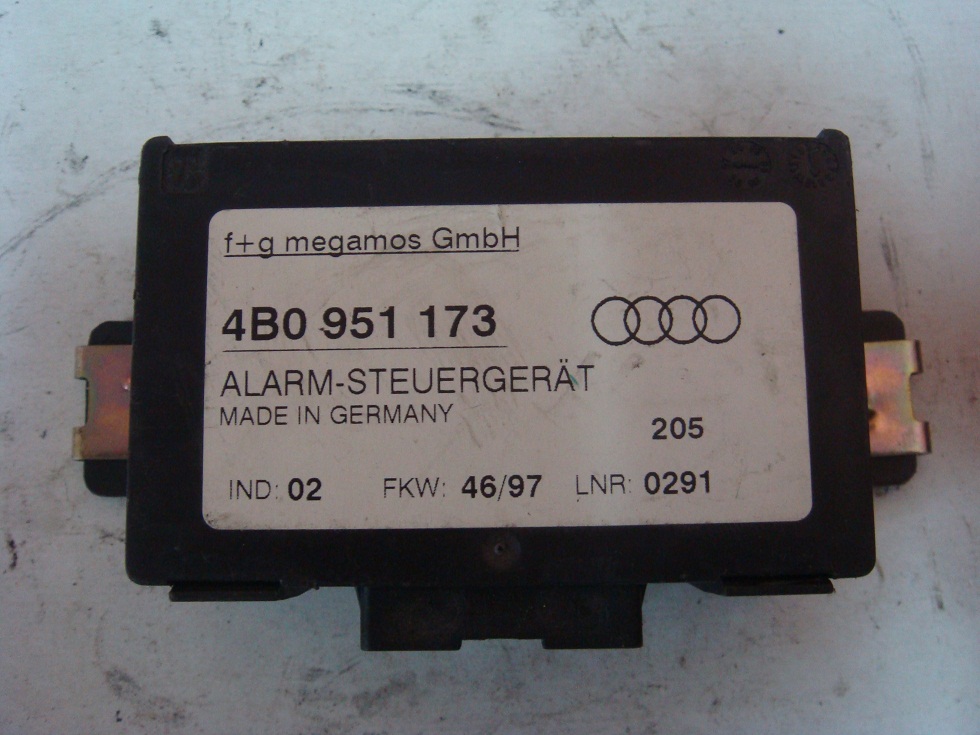 f+g megamos GmbH
4B0 951 173
ALARM-STEUERGERÄT
MADE IN GERMANY
205
IND: 02 FKW: 46/97 LNR: 0291